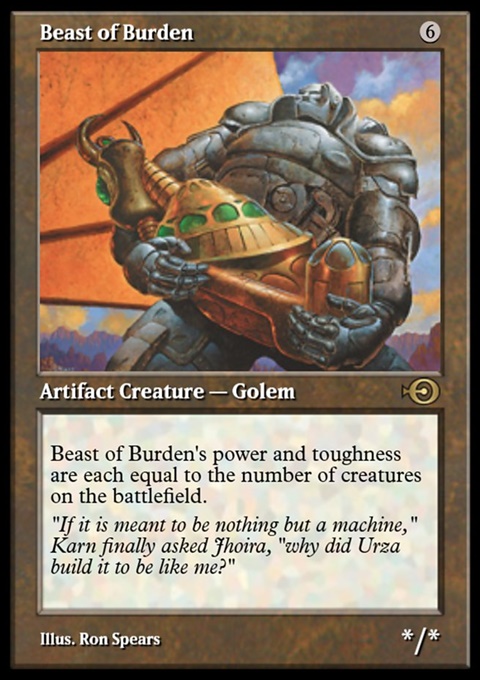 Beast of Burden
6
Artifact Creature — Golem
Beast of Burden's power and toughness
are each equal to the number of creatures
on the battlefield.
"If it is meant to be nothing but a machine,"
Karn finally asked Jhoira, "why did Urza
build it to be like me?"
Illus. Ron Spears
*/*